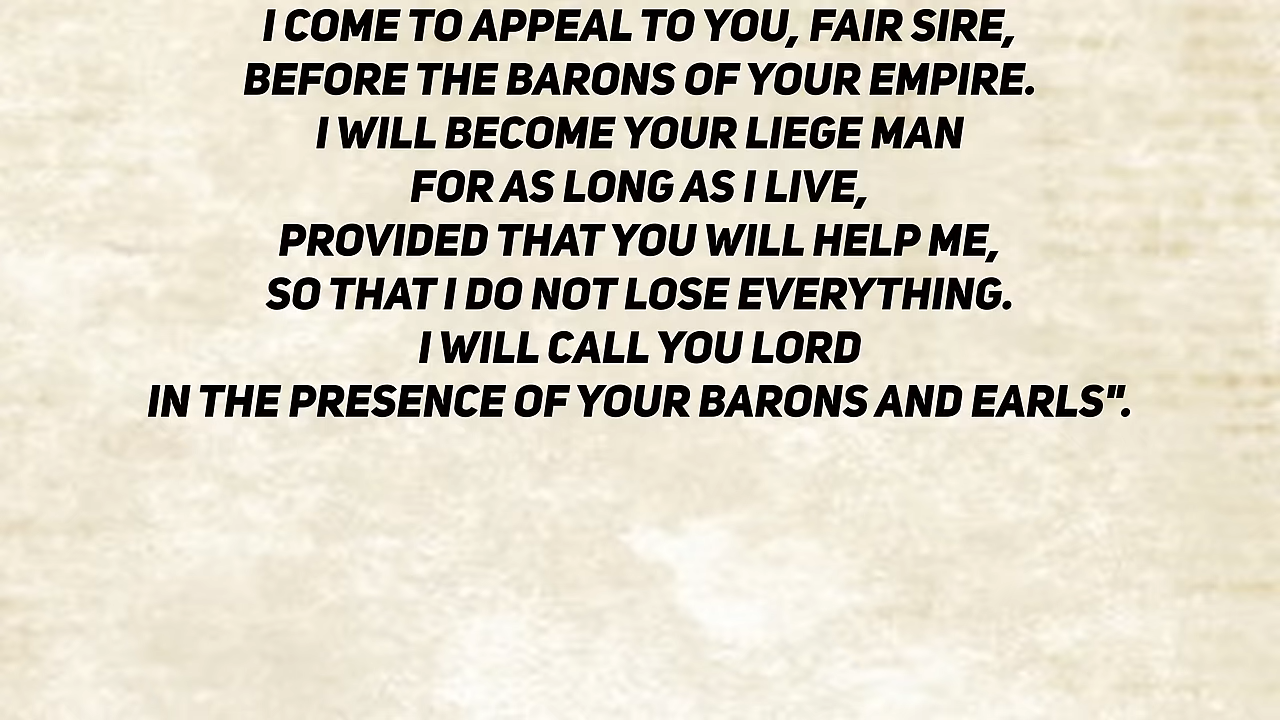 I COME TO APPEAL TO YOU, FAIR SIRE,
BEFORE THE BARONS OF YOUR EMPIRE.
I WILL BECOME YOUR LIEGE MAN
FOR AS LONG AS I LIVE,
PROVIDED THAT YOU WILL HELP ME,
SO THAT I DO NOT LOSE EVERYTHING.
I WILL CALL YOU LORD
IN THE PRESENCE OF YOUR BARONS AND EARLS".